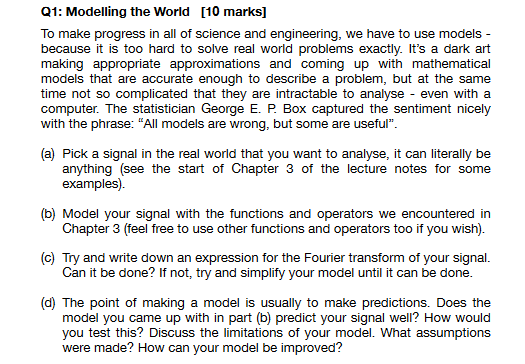 Q1: Modelling the World [10 marks]
To make progress in all of science and engineering, we have to use models -
because it is too hard to solve real world problems exactly. It's a dark art
making appropriate approximations and coming up with mathematical
models that are accurate enough to describe a problem, but at the same
time not so complicated that they are intractable to analyse - even with a
computer. The statistician George E. P. Box captured the sentiment nicely
with the phrase: "All models are wrong, but some are useful".
(a) Pick a signal in the real world that you want to analyse, it can literally be
anything (see the start of Chapter 3 of the lecture notes for some
examples).
(b) Model your signal with the functions and operators we encountered in
Chapter 3 (feel free to use other functions and operators too if you wish).
(c) Try and write down an expression for the Fourier transform of your signal.
Can it be done? If not, try and simplify your model until it can be done.
(d) The point of making a model is usually to make predictions. Does the
model you came up with in part (b) predict your signal well? How would
you test this? Discuss the limitations of your model. What assumptions
were made? How can your model be improved?